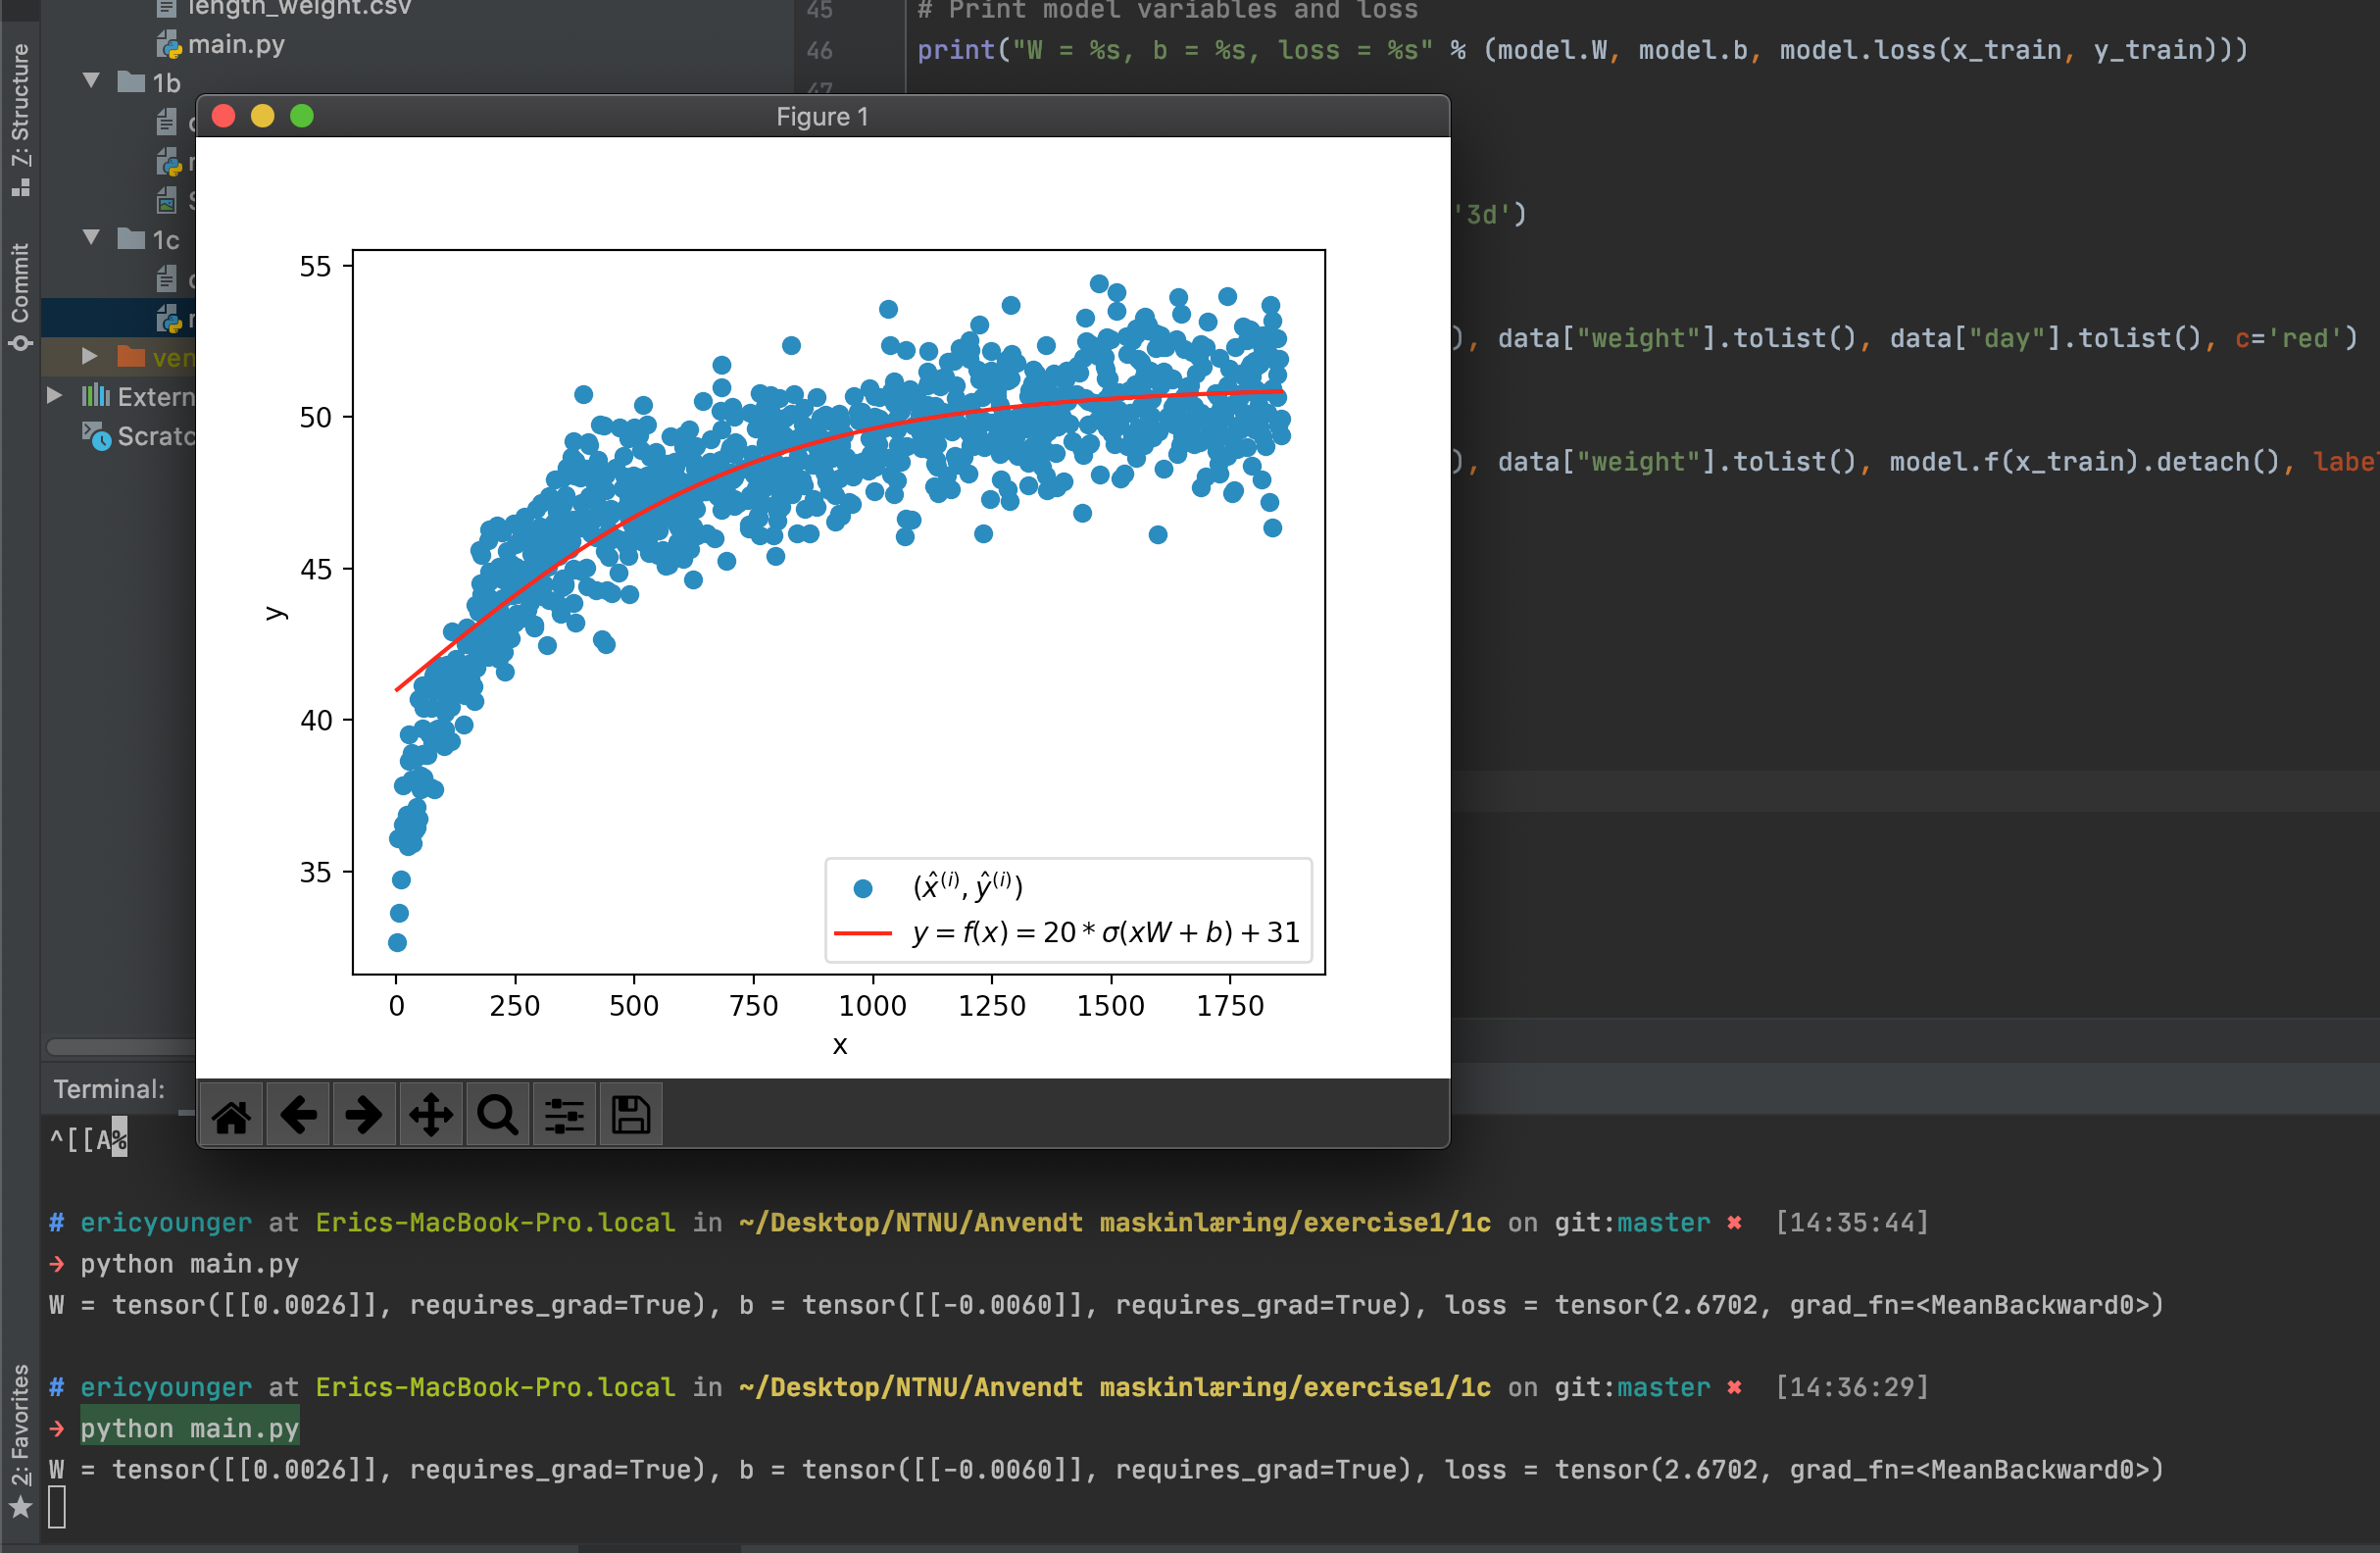 length_weight.csv
main.py
1b
1c
ven
Extern
Scratc
7: Structure
Commit
2: Favorites
45 # Print model variables and loss
46 print("W = %s, b = %s, loss = %s" % (model.W, model.b, model.loss(x_train, y_train)))
47
'3d')
), data["weight"].tolist(), data["day"].tolist(), c='red')
), data["weight"].tolist(), model.f(x_train).detach(), labe
Figure 1
55
50
45
40
35
y
0 250 500 750 1000 1250 1500 1750
x
(x̂⁽ⁱ⁾, ŷ⁽ⁱ⁾)
y = f(x) = 20 * σ(xW + b) + 31
Terminal:
^[[A%
# ericyounger at Erics-MacBook-Pro.local in ~/Desktop/NTNU/Anvendt maskinlæring/exercise1/1c on git:master ✖ [14:35:44]
→ python main.py
W = tensor([[0.0026]], requires_grad=True), b = tensor([[-0.0060]], requires_grad=True), loss = tensor(2.6702, grad_fn=<MeanBackward0>)
# ericyounger at Erics-MacBook-Pro.local in ~/Desktop/NTNU/Anvendt maskinlæring/exercise1/1c on git:master ✖ [14:36:29]
→ python main.py
W = tensor([[0.0026]], requires_grad=True), b = tensor([[-0.0060]], requires_grad=True), loss = tensor(2.6702, grad_fn=<MeanBackward0>)